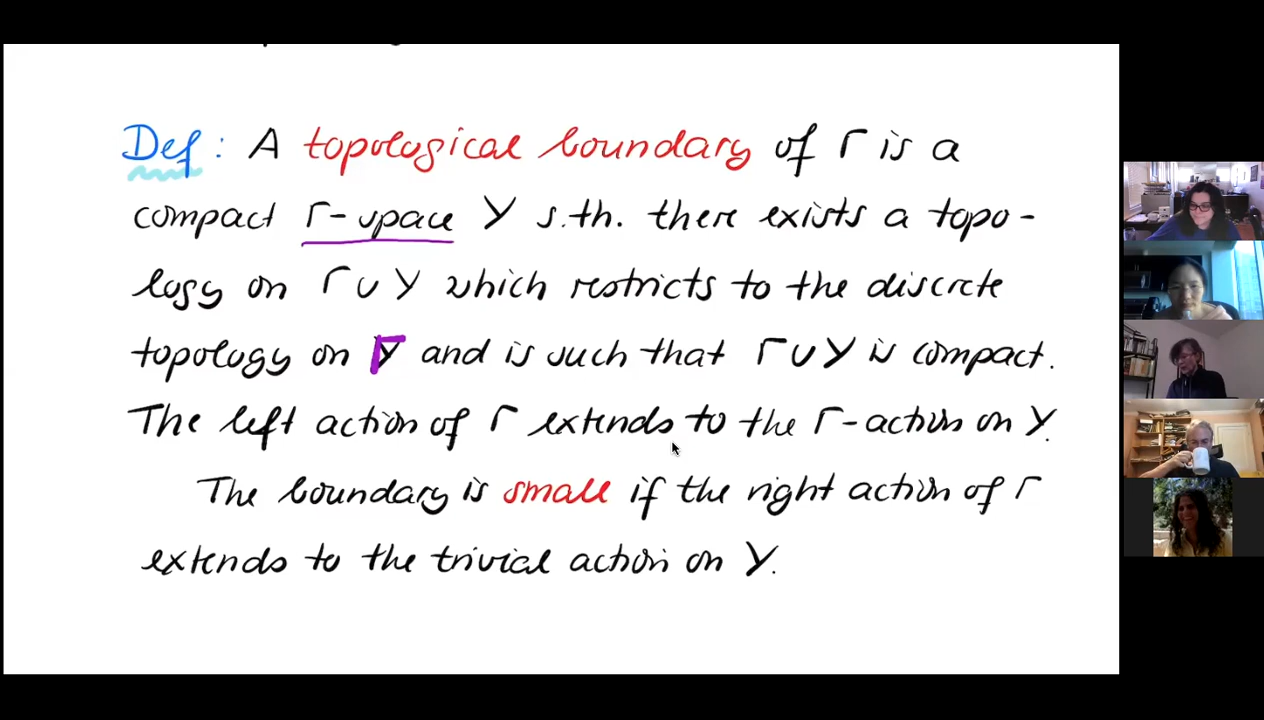 Def: A topological boundary of Γ is a
compact Γ-space Y s.th. there exists a topo-
logy on Γ ∪ Y which restricts to the discrete
topology on Γ and is such that Γ ∪ Y is compact.
The left action of Γ extends to the Γ-action on Y.
The boundary is small if the right action of Γ
extends to the trivial action on Y.